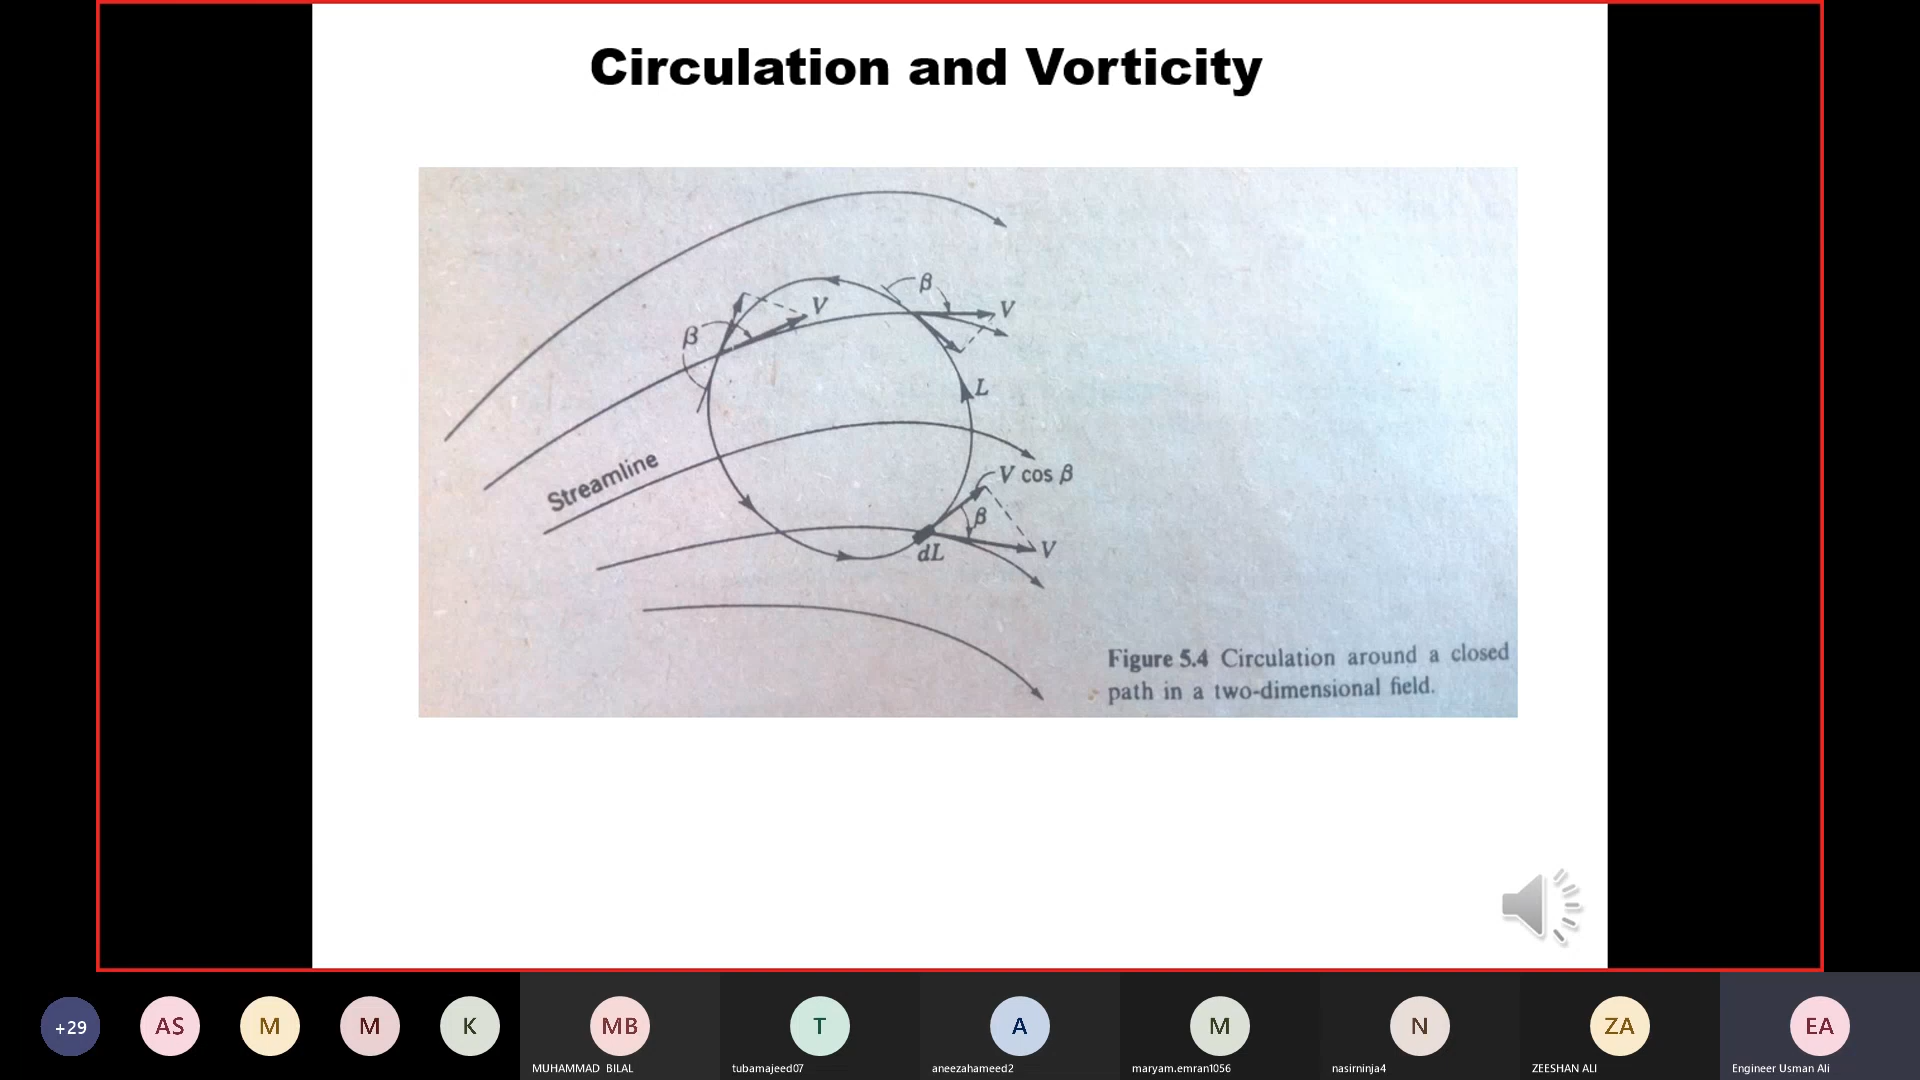 Circulation and Vorticity
β
V
β
V
L
Streamline
V cos β
β
V
dL
Figure 5.4 Circulation around a closed
path in a two-dimensional field.
+29
AS
M
M
K
MB
T
A
M
N
ZA
EA
MUHAMMAD BILAL
tubamajeed07
aneezahameed2
maryam.emran1056
nasirninja4
ZEESHAN ALI
Engineer Usman Ali